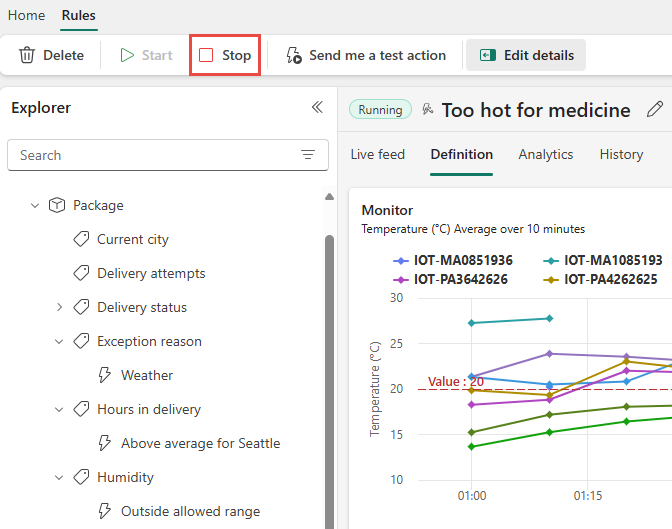 Home Rules
Delete Start Stop Send me a test action Edit details
Explorer
Search
Package
Current city
Delivery attempts
Delivery status
Exception reason
Weather
Hours in delivery
Above average for Seattle
Humidity
Outside allowed range
Running Too hot for medicine
Live feed Definition Analytics History
Monitor
Temperature (°C) Average over 10 minutes
IOT-MA0851936 IOT-MA1085193
IOT-PA3642626 IOT-PA4262625
30
25
20
15
10
Temperature (°C)
Value : 20
01:00 01:15